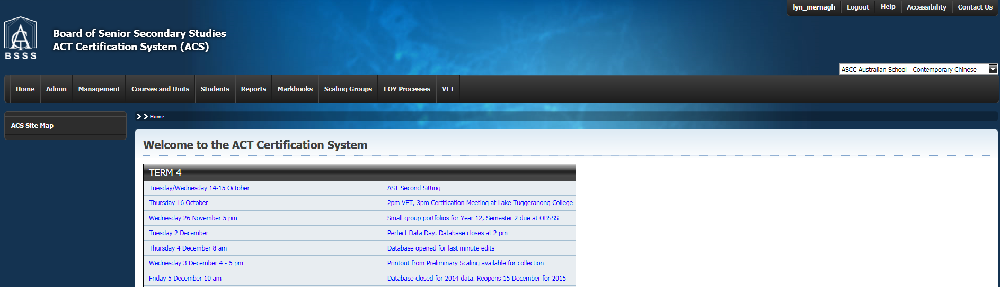 lyn_mernagh Logout Help Accessibility Contact Us
BSSS
Board of Senior Secondary Studies
ACT Certification System (ACS)
ASCC Australian School - Contemporary Chinese
Home Admin Management Courses and Units Students Reports Markbooks Scaling Groups EOY Processes VET
ACS Site Map
Home
Welcome to the ACT Certification System
TERM 4
Tuesday/Wednesday 14-15 October AST Second Sitting
Thursday 16 October 2pm VET, 3pm Certification Meeting at Lake Tuggeranong College
Wednesday 26 November 5 pm Small group portfolios for Year 12, Semester 2 due at OBSSS
Tuesday 2 December Perfect Data Day. Database closes at 2 pm
Thursday 4 December 8 am Database opened for last minute edits
Wednesday 3 December 4 - 5 pm Printout from Preliminary Scaling available for collection
Friday 5 December 10 am Database closed for 2014 data. Reopens 15 December for 2015